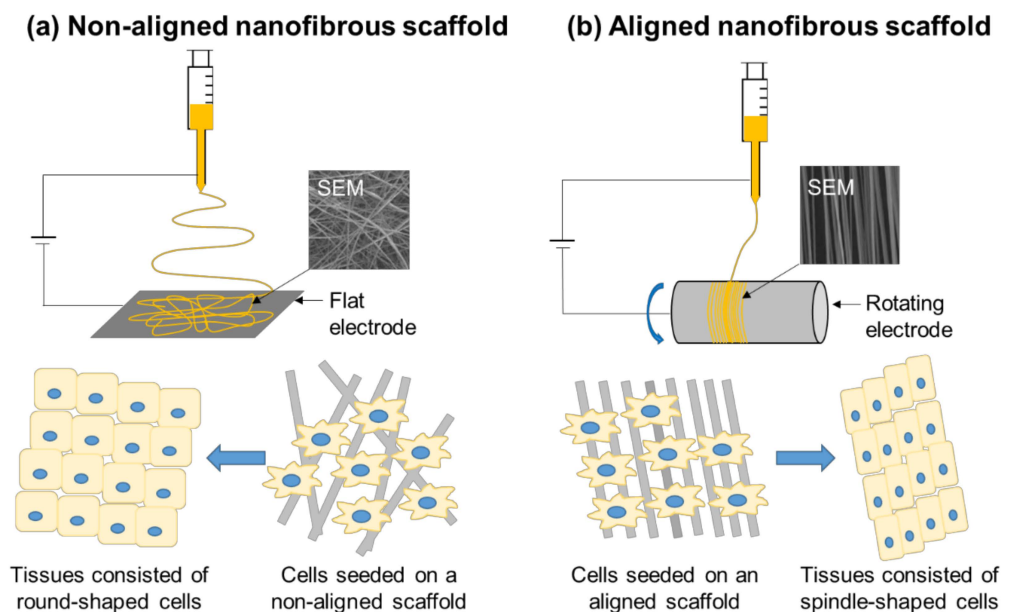 (a) Non-aligned nanofibrous scaffold
SEM
Flat
electrode
Tissues consisted of
round-shaped cells
Cells seeded on a
non-aligned scaffold
(b) Aligned nanofibrous scaffold
SEM
Rotating
electrode
Cells seeded on an
aligned scaffold
Tissues consisted of
spindle-shaped cells